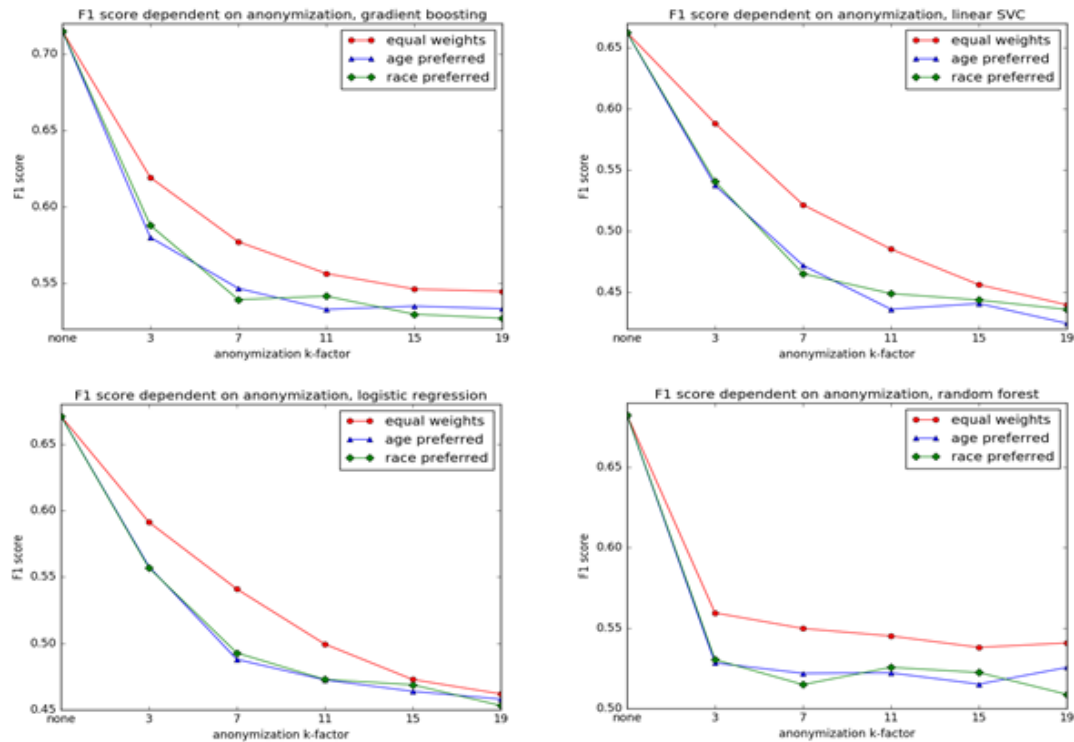 F1 score dependent on anonymization, gradient boosting
equal weights
age preferred
race preferred
F1 score
0.70
0.65
0.60
0.55
none 3 7 11 15 19
anonymization k-factor
F1 score dependent on anonymization, linear SVC
equal weights
age preferred
race preferred
F1 score
0.65
0.60
0.55
0.50
0.45
none 3 7 11 15 19
anonymization k-factor
F1 score dependent on anonymization, logistic regression
equal weights
age preferred
race preferred
F1 score
0.65
0.60
0.55
0.50
0.45
none 3 7 11 15 19
anonymization k-factor
F1 score dependent on anonymization, random forest
equal weights
age preferred
race preferred
F1 score
0.65
0.60
0.55
0.50
none 3 7 11 15 19
anonymization k-factor